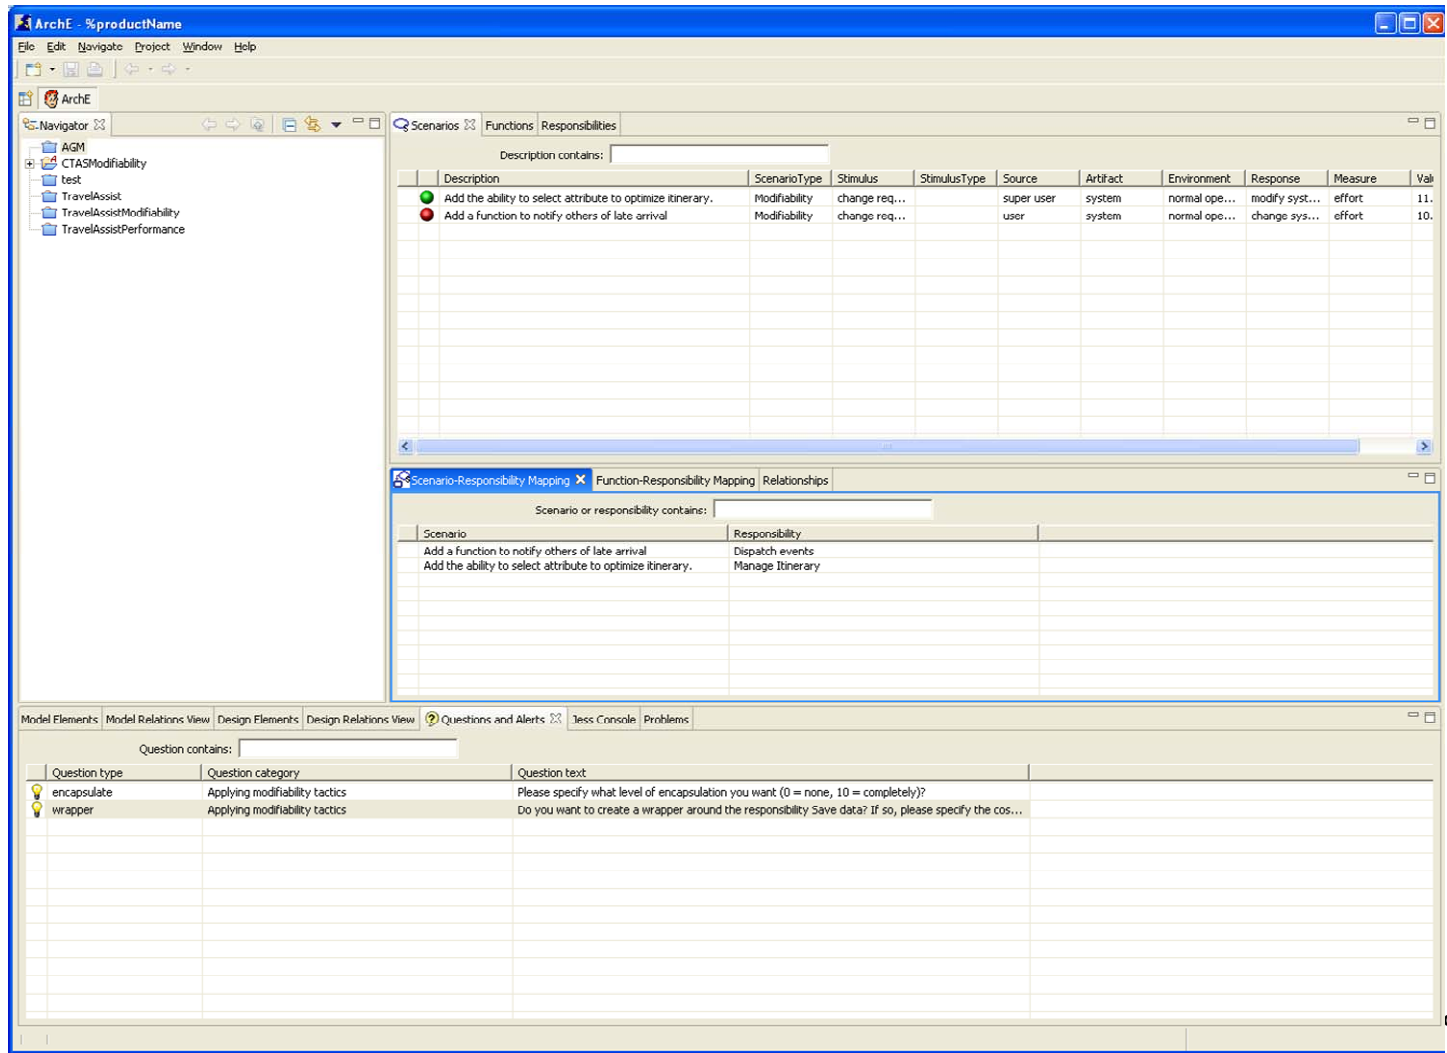 ArchE - %productName
File Edit Navigate Project Window Help
ArchE
Navigator
AGM
CTASModifiability
test
TravelAssist
TravelAssistModifiability
TravelAssistPerformance
Scenarios Functions Responsibilities
Description contains:
Description ScenarioType Stimulus StimulusType Source Artifact Environment Response Measure Valu
Add the ability to select attribute to optimize itinerary. Modifiability change req... super user system normal ope... modify syst... effort 11.
Add a function to notify others of late arrival Modifiability change req... user system normal ope... change sys... effort 10.
Scenario-Responsibility Mapping Function-Responsibility Mapping Relationships
Scenario or responsibility contains:
Scenario Responsibility
Add a function to notify others of late arrival Dispatch events
Add the ability to select attribute to optimize itinerary. Manage Itinerary
Model Elements Model Relations View Design Elements Design Relations View Questions and Alerts Jess Console Problems
Question contains:
Question type Question category Question text
encapsulate Applying modifiability tactics Please specify what level of encapsulation you want (0 = none, 10 = completely)?
wrapper Applying modifiability tactics Do you want to create a wrapper around the responsibility Save data? If so, please specify the cos...